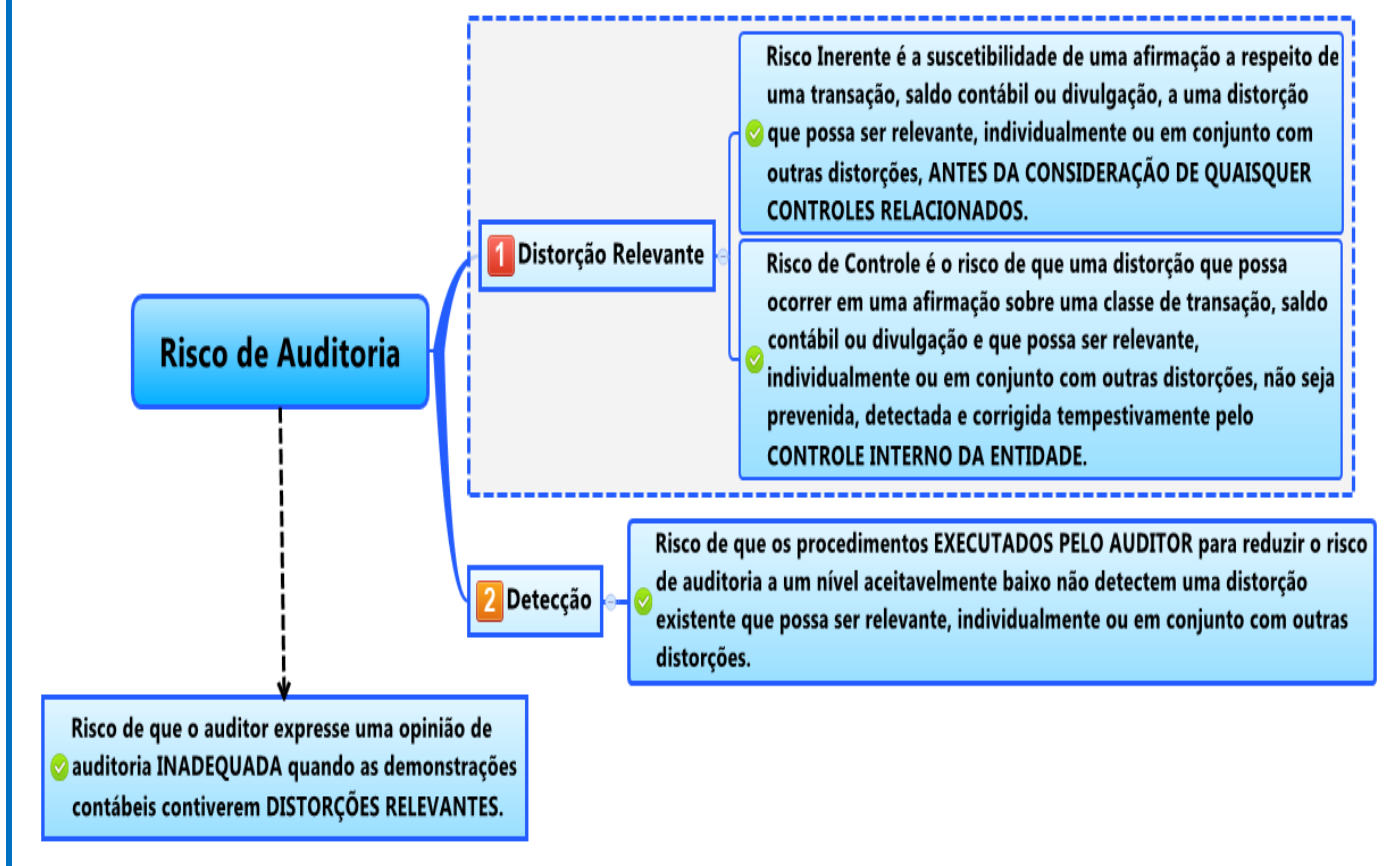 Risco de Auditoria
Risco de que o auditor expresse uma opinião de
auditoria INADEQUADA quando as demonstrações
contábeis contiverem DISTORÇÕES RELEVANTES.
1 Distorção Relevante
Risco Inerente é a suscetibilidade de uma afirmação a respeito de
uma transação, saldo contábil ou divulgação, a uma distorção
que possa ser relevante, individualmente ou em conjunto com
outras distorções, ANTES DA CONSIDERAÇÃO DE QUAISQUER
CONTROLES RELACIONADOS.
Risco de Controle é o risco de que uma distorção que possa
ocorrer em uma afirmação sobre uma classe de transação, saldo
contábil ou divulgação e que possa ser relevante,
individualmente ou em conjunto com outras distorções, não seja
prevenida, detectada e corrigida tempestivamente pelo
CONTROLE INTERNO DA ENTIDADE.
2 Detecção
Risco de que os procedimentos EXECUTADOS PELO AUDITOR para reduzir o risco
de auditoria a um nível aceitavelmente baixo não detectem uma distorção
existente que possa ser relevante, individualmente ou em conjunto com outras
distorções.